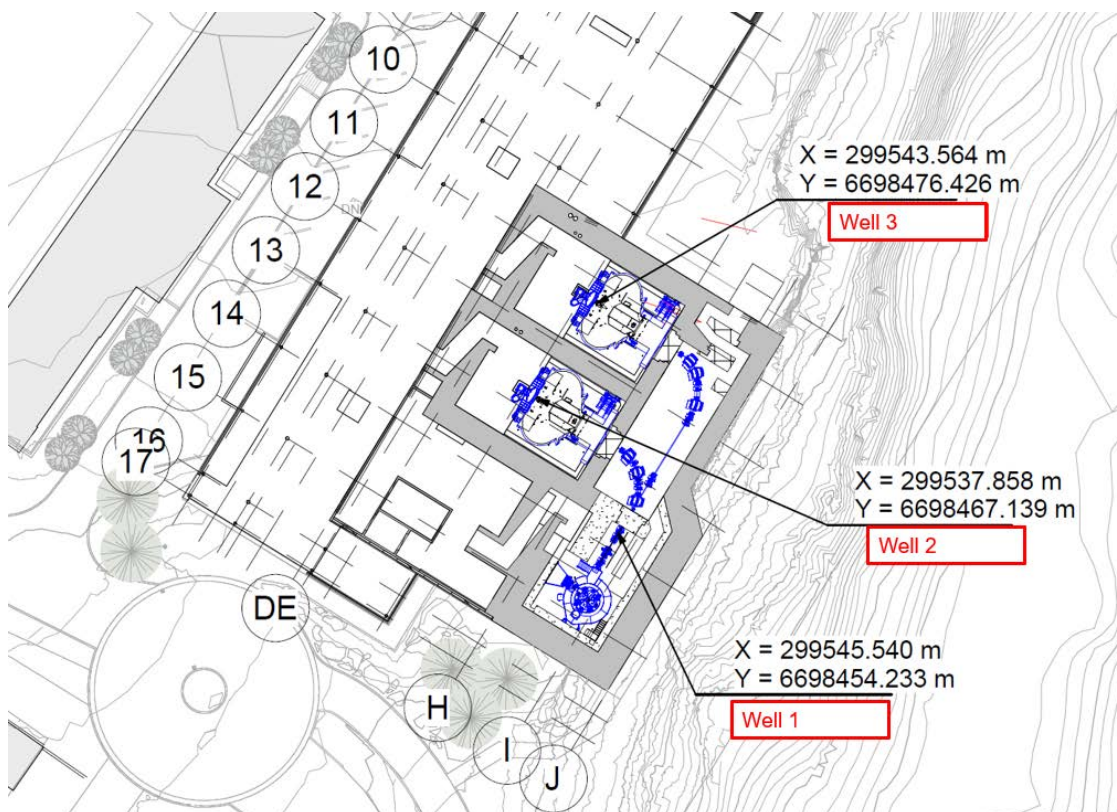 10
11
12
DN
13
14
15
16
17
DE
H
I
J
X = 299543.564 m
Y = 6698476.426 m
Well 3
X = 299537.858 m
Y = 6698467.139 m
Well 2
X = 299545.540 m
Y = 6698454.233 m
Well 1